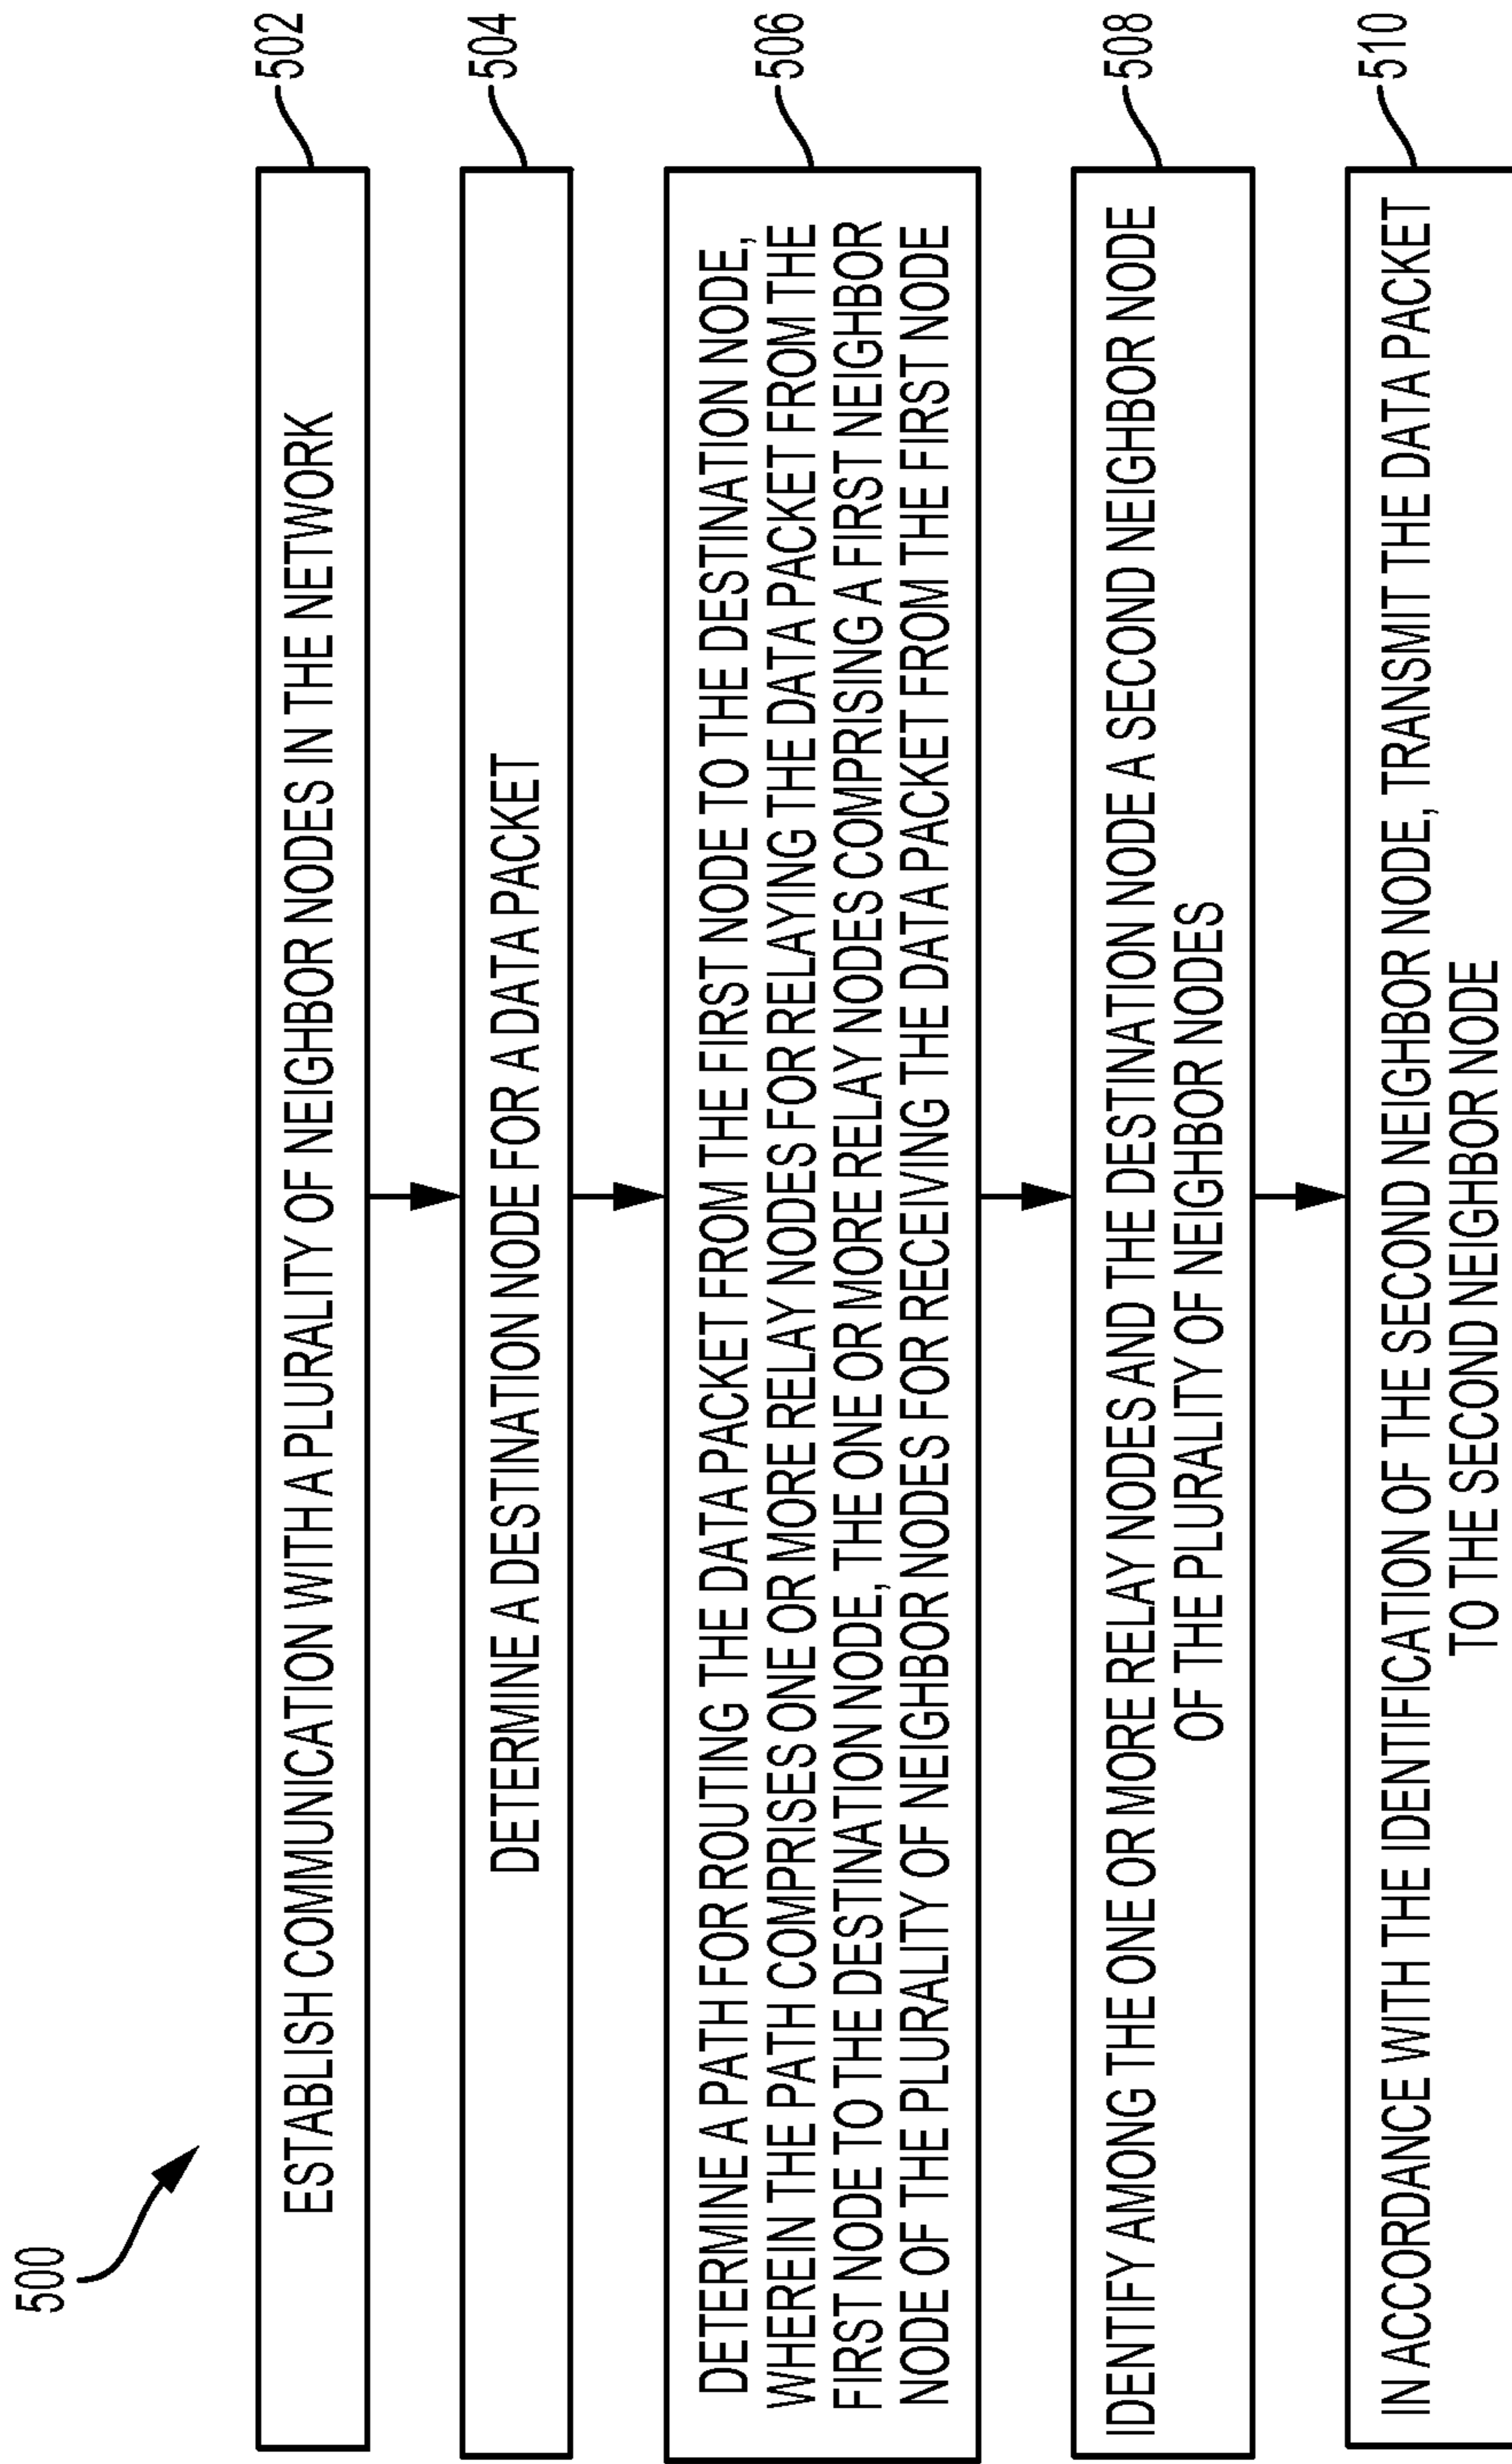 500
502
ESTABLISH COMMUNICATION WITH A PLURALITY OF NEIGHBOR NODES IN THE NETWORK
504
DETERMINE A DESTINATION NODE FOR A DATA PACKET
506
DETERMINE A PATH FOR ROUTING THE DATA PACKET FROM THE FIRST NODE TO THE DESTINATION NODE,
WHEREIN THE PATH COMPRISES ONE OR MORE RELAY NODES FOR RELAYING THE DATA PACKET FROM THE
FIRST NODE TO THE DESTINATION NODE, THE ONE OR MORE RELAY NODES COMPRISING A FIRST NEIGHBOR
NODE OF THE PLURALITY OF NEIGHBOR NODES FOR RECEIVING THE DATA PACKET FROM THE FIRST NODE
508
IDENTIFY AMONG THE ONE OR MORE RELAY NODES AND THE DESTINATION NODE A SECOND NEIGHBOR NODE
OF THE PLURALITY OF NEIGHBOR NODES
510
IN ACCORDANCE WITH THE IDENTIFICATION OF THE SECOND NEIGHBOR NODE, TRANSMIT THE DATA PACKET
TO THE SECOND NEIGHBOR NODE